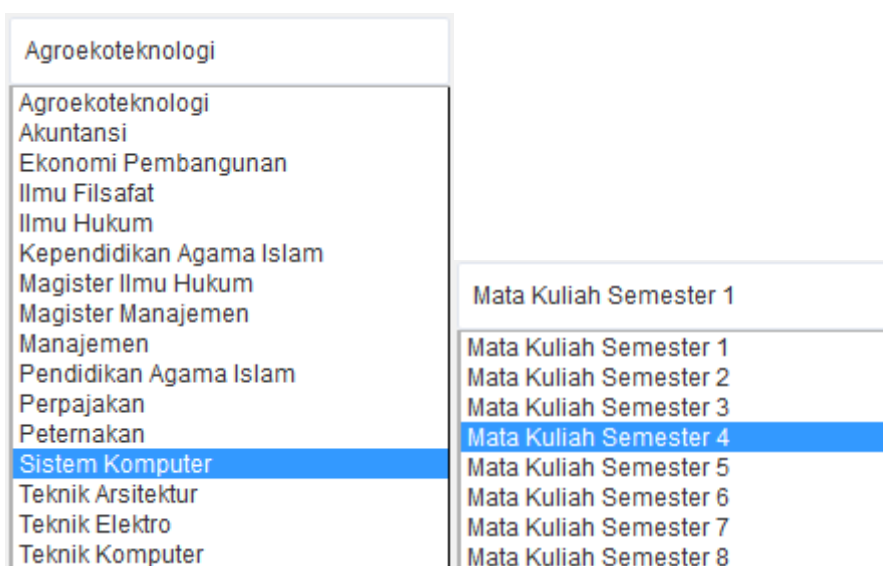 Agroekoteknologi
Agroekoteknologi
Akuntansi
Ekonomi Pembangunan
Ilmu Filsafat
Ilmu Hukum
Kependidikan Agama Islam
Magister Ilmu Hukum
Magister Manajemen
Manajemen
Pendidikan Agama Islam
Perpajakan
Peternakan
Sistem Komputer
Teknik Arsitektur
Teknik Elektro
Teknik Komputer
Mata Kuliah Semester 1
Mata Kuliah Semester 1
Mata Kuliah Semester 2
Mata Kuliah Semester 3
Mata Kuliah Semester 4
Mata Kuliah Semester 5
Mata Kuliah Semester 6
Mata Kuliah Semester 7
Mata Kuliah Semester 8